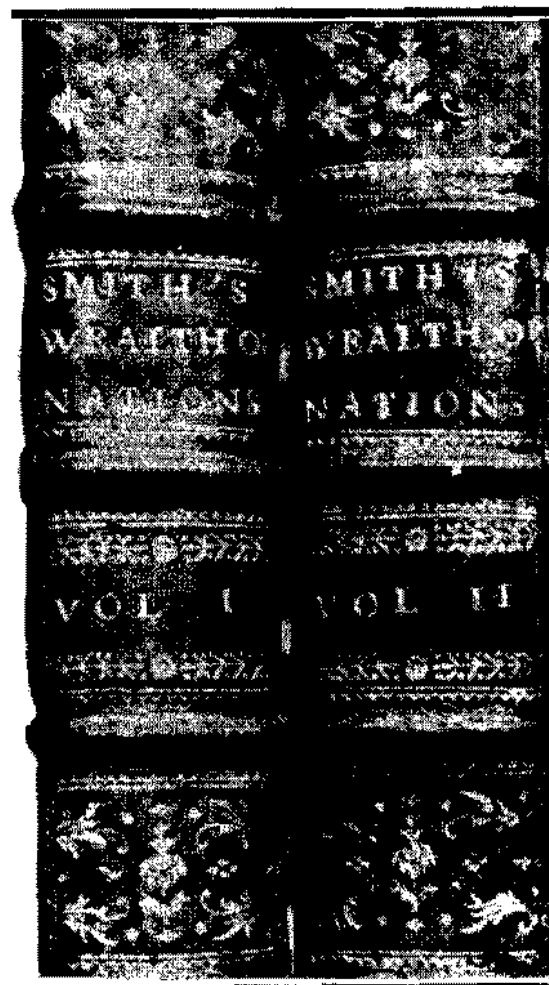 SMITH'S
WEALTH O
NATIONS
VOL I
SMITH'S
WEALTH OF
NATIONS
VOL II